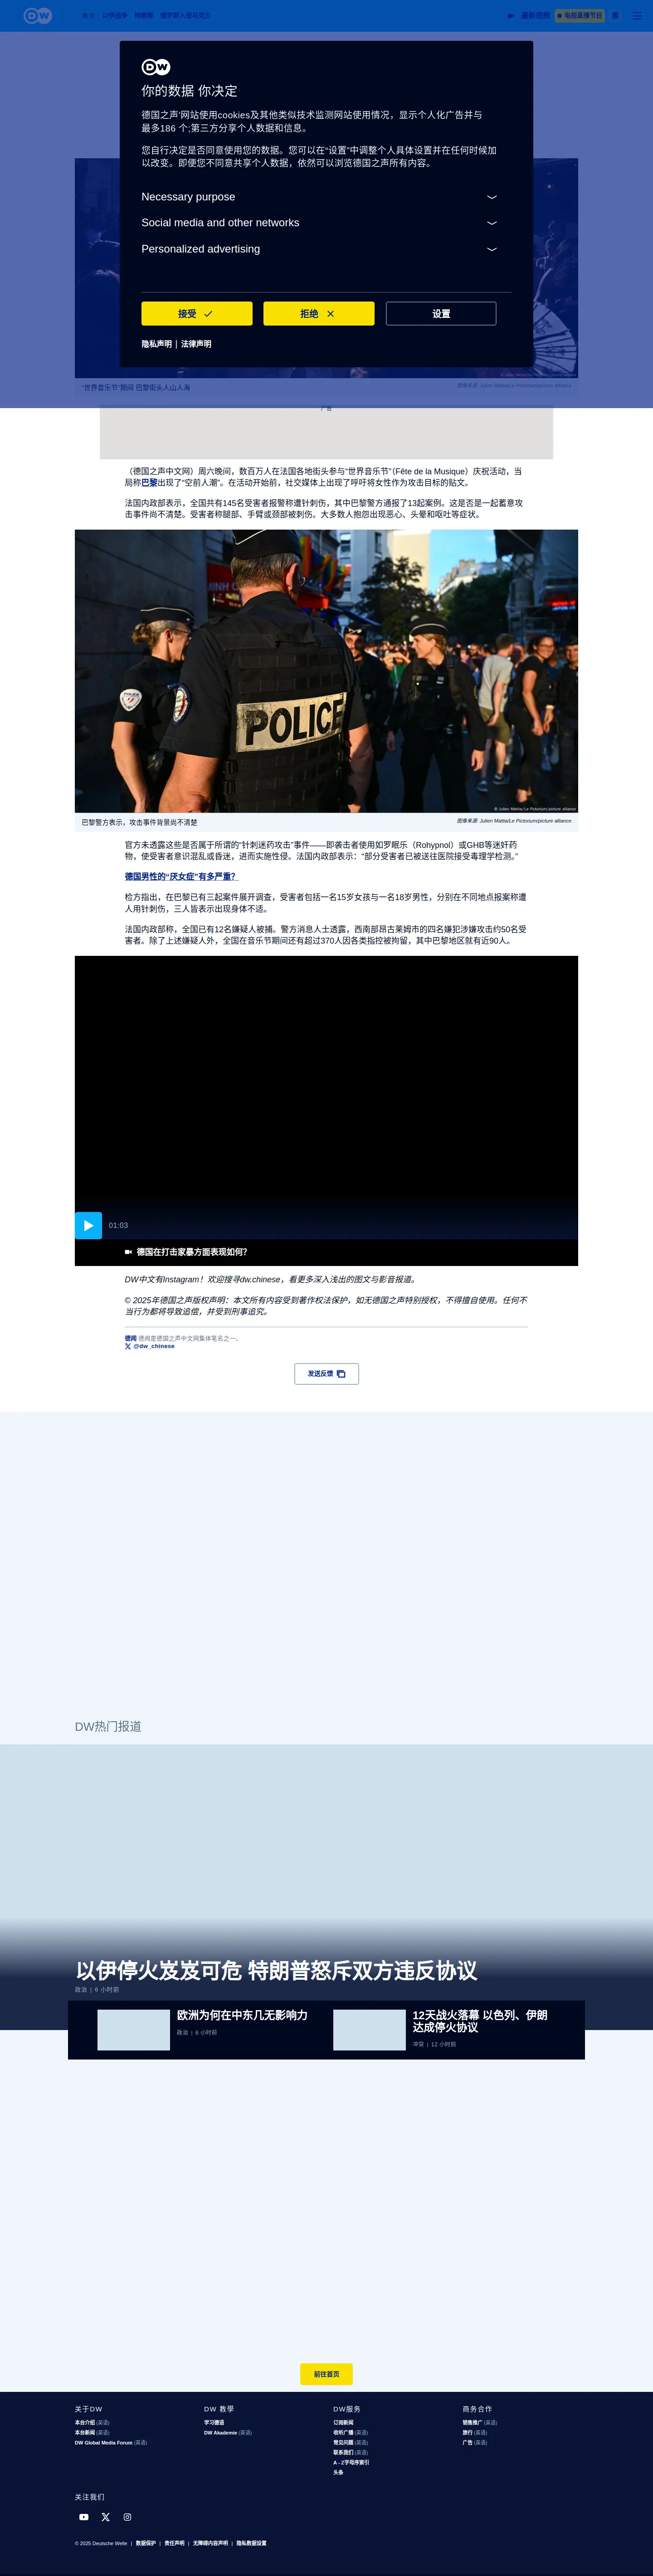 DW
焦点
以伊战争
特朗普
俄罗斯入侵乌克兰
最新视频
电视直播节目
繁
DW
你的数据 你决定
德国之声'网站使用cookies及其他类似技术监测网站使用情况，显示个人化广告并与
最多186 个;第三方分享个人数据和信息。
您自行决定是否同意使用您的数据。您可以在“设置”中调整个人具体设置并在任何时候加
以改变。即便您不同意共享个人数据，依然可以浏览德国之声所有内容。
Necessary purpose
Social media and other networks
Personalized advertising
接受
拒绝
设置
隐私声明 | 法律声明
“世界音乐节”期间 巴黎街头人山人海
图像来源: Julien Mattia/Le Pictorium/picture alliance
广告
（德国之声中文网）周六晚间，数百万人在法国各地街头参与“世界音乐节”（Fête de la Musique）庆祝活动，当
局称巴黎出现了“空前人潮”。在活动开始前，社交媒体上出现了呼吁将女性作为攻击目标的贴文。
法国内政部表示，全国共有145名受害者报警称遭针刺伤，其中巴黎警方通报了13起案例。这是否是一起蓄意攻
击事件尚不清楚。受害者称腿部、手臂或颈部被刺伤。大多数人抱怨出现恶心、头晕和呕吐等症状。
POLICE
© Julien Mattia/Le Pictorium/picture alliance
巴黎警方表示，攻击事件背景尚不清楚
图像来源: Julien Mattia/Le Pictorium/picture alliance
官方未透露这些是否属于所谓的“针刺迷药攻击”事件——即袭击者使用如罗眠乐（Rohypnol）或GHB等迷奸药
物，使受害者意识混乱或昏迷，进而实施性侵。法国内政部表示：“部分受害者已被送往医院接受毒理学检测。”
德国男性的“厌女症”有多严重？
检方指出，在巴黎已有三起案件展开调查，受害者包括一名15岁女孩与一名18岁男性，分别在不同地点报案称遭
人用针刺伤，三人皆表示出现身体不适。
法国内政部称，全国已有12名嫌疑人被捕。警方消息人士透露，西南部昂古莱姆市的四名嫌犯涉嫌攻击约50名受
害者。除了上述嫌疑人外，全国在音乐节期间还有超过370人因各类指控被拘留，其中巴黎地区就有近90人。
01:03
德国在打击家暴方面表现如何？
DW中文有Instagram！欢迎搜寻dw.chinese，看更多深入浅出的图文与影音报道。
© 2025年德国之声版权声明：本文所有内容受到著作权法保护，如无德国之声特别授权，不得擅自使用。任何不
当行为都将导致追偿，并受到刑事追究。
德闻 德闻是德国之声中文网集体笔名之一。
@dw_chinese
发送反馈
DW热门报道
以伊停火岌岌可危 特朗普怒斥双方违反协议
政治 | 6 小时前
欧洲为何在中东几无影响力
政治 | 6 小时前
12天战火落幕 以色列、伊朗
达成停火协议
冲突 | 12 小时前
前往首页
关于DW
本台介绍 (英语)
本台新闻 (英语)
DW Global Media Forum (英语)
DW 教学
学习德语
DW Akademie (英语)
DW服务
订阅新闻
收听广播 (英语)
常见问题 (英语)
联系我们 (英语)
A - Z字母序索引
头条
商务合作
销售推广 (英语)
旅行 (英语)
广告 (英语)
关注我们
© 2025 Deutsche Welle | 数据保护 | 责任声明 | 无障碍内容声明 | 隐私数据设置